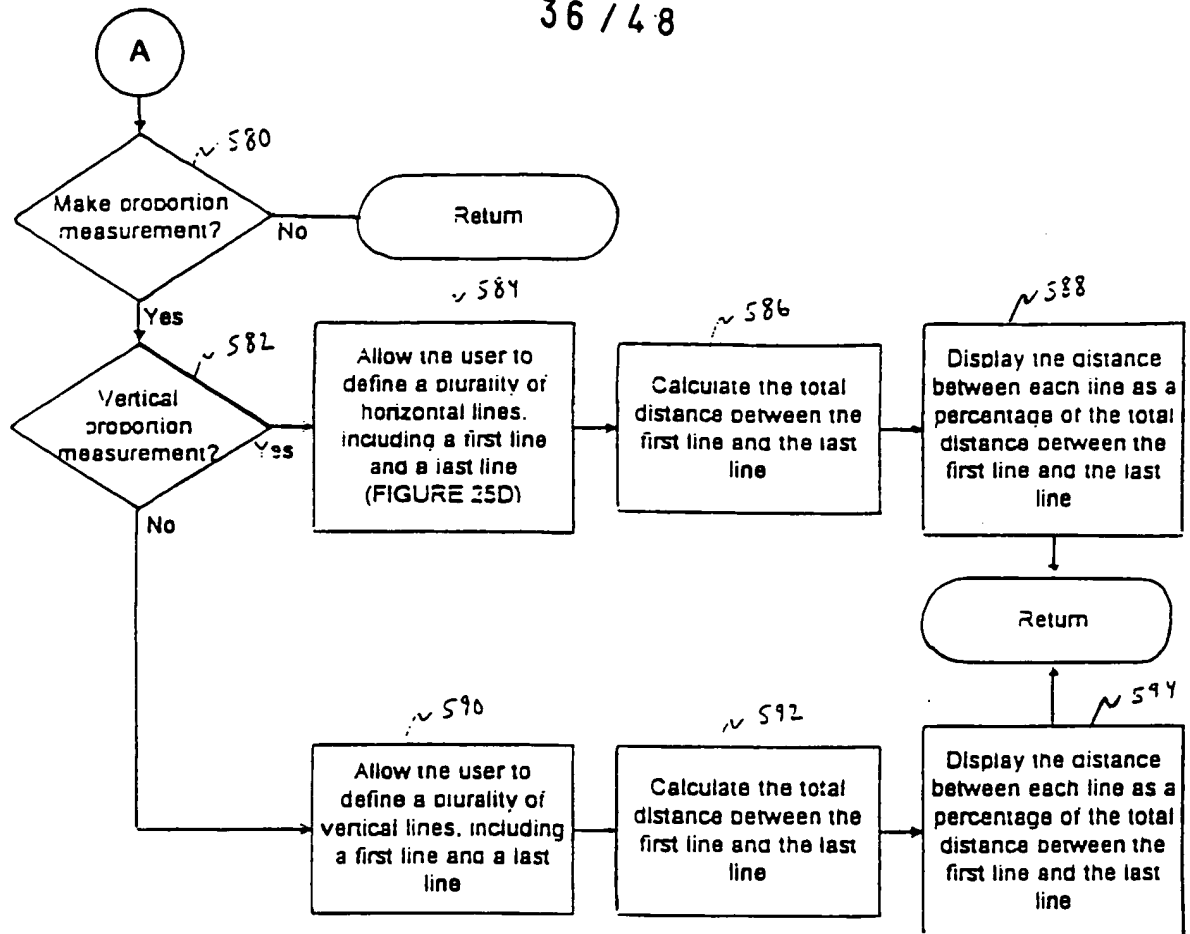 36 / 48
A
580
Make proportion
measurement?
No
Return
Yes
582
Vertical
proportion
measurement?
Yes
No
584
Allow the user to
define a plurality of
horizontal lines,
including a first line
and a last line
(FIGURE 25D)
586
Calculate the total
distance between the
first line and the last
line
588
Display the distance
between each line as a
percentage of the total
distance between the
first line and the last
line
Return
590
Allow the user to
define a plurality of
vertical lines, including
a first line and a last
line
592
Calculate the total
distance between the
first line and the last
line
594
Display the distance
between each line as a
percentage of the total
distance between the
first line and the last
line